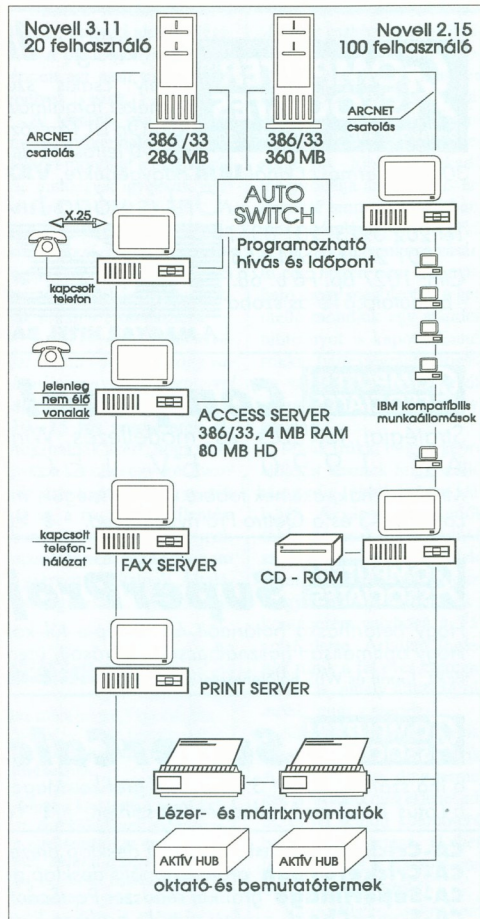 Novell 3.11
20 felhasználó
Novell 2.15
100 felhasználó
ARCNET
csatolás
386 /33
286 MB
386/33
360 MB
ARCNET
csatolás
AUTO
SWITCH
X.25
Programozható
hívás és időpont
kapcsolt
telefon
jelenleg
nem élő
vonalak
ACCESS SERVER
386/33, 4 MB RAM
80 MB HD
IBM kompatibilis
munkaállomások
kapcsolt
telefon-
hálózat
FAX SERVER
CD - ROM
PRINT SERVER
Lézer- és mátrixnyomtatók
AKTÍV HUB
AKTÍV HUB
oktató- és bemutatótermek